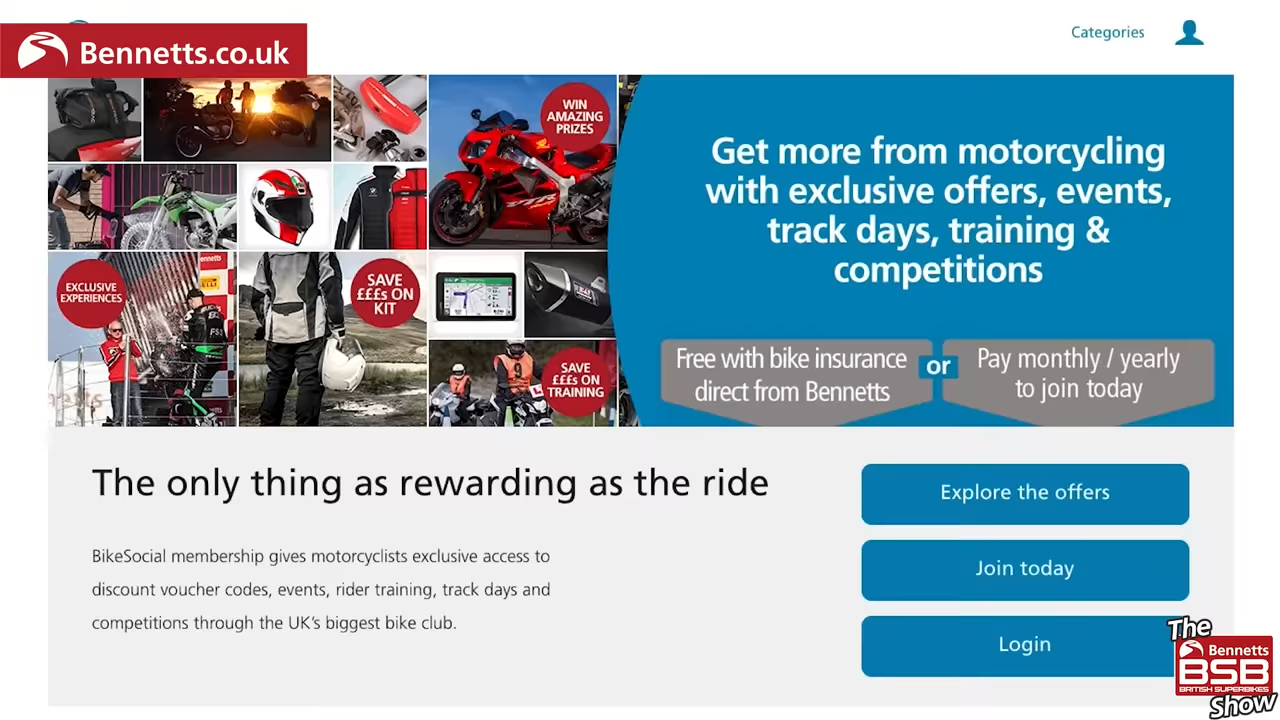 Bennetts.co.uk
Categories
WIN
AMAZING
PRIZES
Get more from motorcycling
with exclusive offers, events,
track days, training &
competitions
EXCLUSIVE
EXPERIENCES
SAVE
£££s ON
KIT
SAVE
£££s ON
TRAINING
Free with bike insurance
direct from Bennetts
or
Pay monthly / yearly
to join today
The only thing as rewarding as the ride
BikeSocial membership gives motorcyclists exclusive access to
discount voucher codes, events, rider training, track days and
competitions through the UK's biggest bike club.
Explore the offers
Join today
Login
The
Bennetts
BSB
BRITISH SUPERBIKES
Show